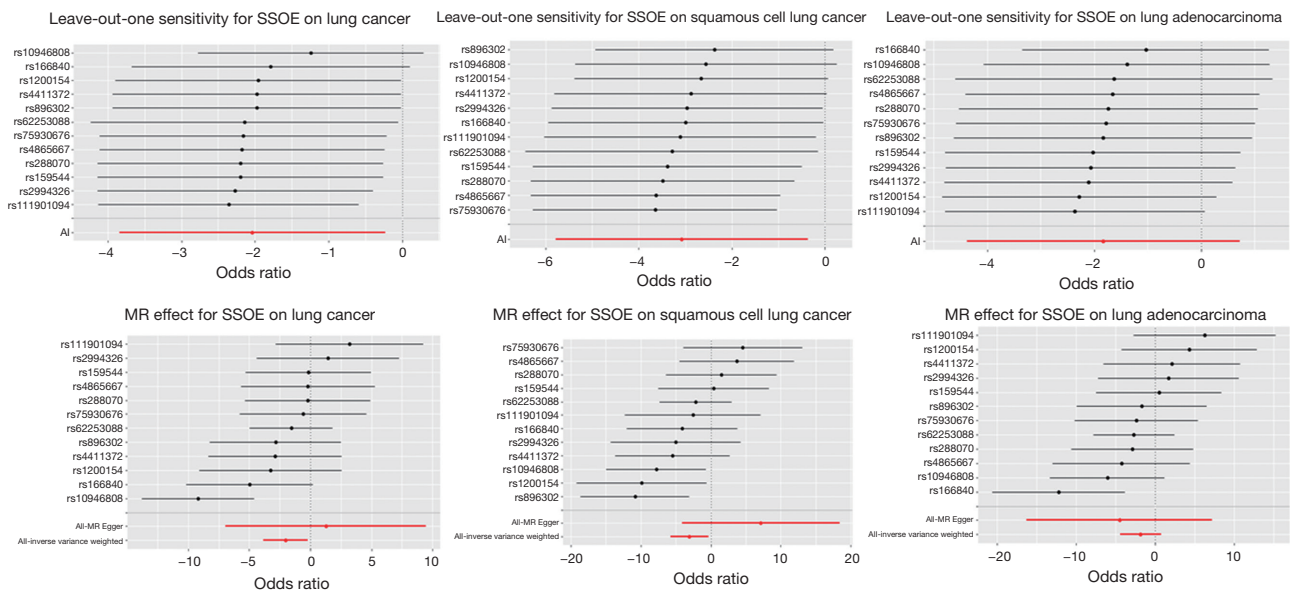 Leave-out-one sensitivity for SSOE on lung cancer
rs10946808
rs166840
rs1200154
rs4411372
rs896302
rs62253088
rs75930676
rs4865667
rs288070
rs159544
rs2994326
rs111901094
AI
−4 −3 −2 −1 0
Odds ratio
Leave-out-one sensitivity for SSOE on squamous cell lung cancer
rs896302
rs10946808
rs1200154
rs4411372
rs2994326
rs166840
rs111901094
rs62253088
rs159544
rs288070
rs4865667
rs75930676
AI
−6 −4 −2 0
Odds ratio
Leave-out-one sensitivity for SSOE on lung adenocarcinoma
rs166840
rs10946808
rs62253088
rs4865667
rs288070
rs75930676
rs896302
rs159544
rs2994326
rs4411372
rs1200154
rs111901094
AI
−4 −2 0
Odds ratio
MR effect for SSOE on lung cancer
rs111901094
rs2994326
rs159544
rs4865667
rs288070
rs75930676
rs62253088
rs896302
rs4411372
rs1200154
rs166840
rs10946808
All-MR Egger
All-inverse variance weighted
−10 −5 0 5 10
Odds ratio
MR effect for SSOE on squamous cell lung cancer
rs75930676
rs4865667
rs288070
rs159544
rs62253088
rs111901094
rs166840
rs2994326
rs4411372
rs10946808
rs1200154
rs896302
All-MR Egger
All-inverse variance weighted
−20 −10 0 10 20
Odds ratio
MR effect for SSOE on lung adenocarcinoma
rs111901094
rs1200154
rs4411372
rs2994326
rs159544
rs896302
rs75930676
rs62253088
rs288070
rs4865667
rs10946808
rs166840
All-MR Egger
All-inverse variance weighted
−20 −10 0 10
Odds ratio